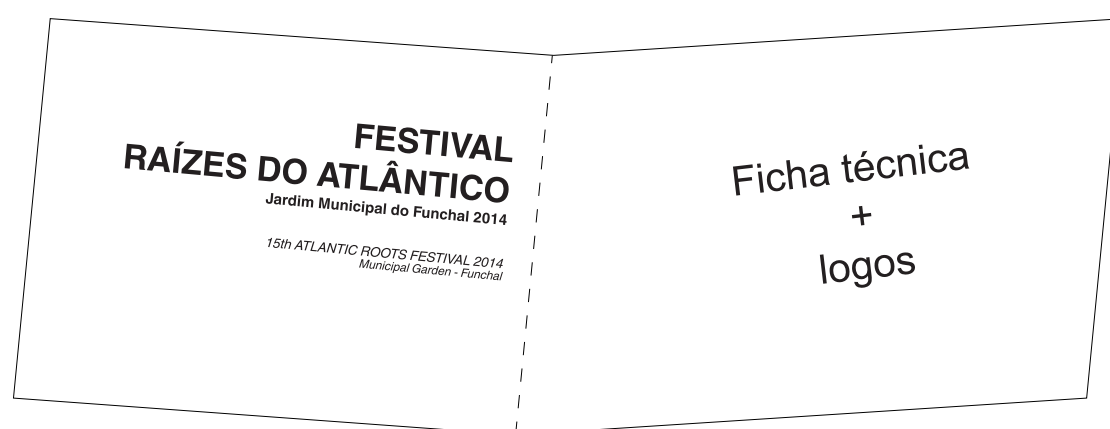 FESTIVAL
RAÍZES DO ATLÂNTICO
Jardim Municipal do Funchal 2014
15th ATLANTIC ROOTS FESTIVAL 2014
Municipal Garden - Funchal
Ficha técnica
+
logos